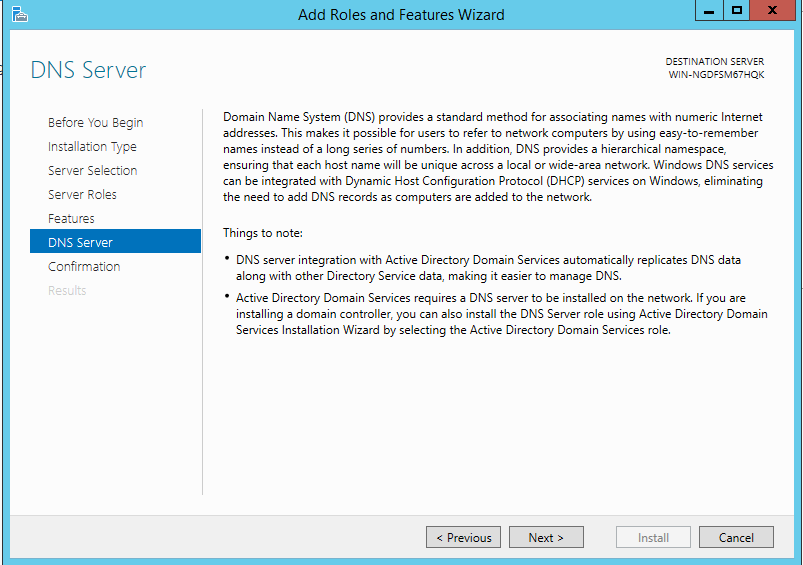 Add Roles and Features Wizard
DNS Server
DESTINATION SERVER
WIN-NGDFSM67HQK
Before You Begin
Installation Type
Server Selection
Server Roles
Features
DNS Server
Confirmation
Results
Domain Name System (DNS) provides a standard method for associating names with numeric Internet
addresses. This makes it possible for users to refer to network computers by using easy-to-remember
names instead of a long series of numbers. In addition, DNS provides a hierarchical namespace,
ensuring that each host name will be unique across a local or wide-area network. Windows DNS services
can be integrated with Dynamic Host Configuration Protocol (DHCP) services on Windows, eliminating
the need to add DNS records as computers are added to the network.
Things to note:
• DNS server integration with Active Directory Domain Services automatically replicates DNS data
along with other Directory Service data, making it easier to manage DNS.
• Active Directory Domain Services requires a DNS server to be installed on the network. If you are
installing a domain controller, you can also install the DNS Server role using Active Directory Domain
Services Installation Wizard by selecting the Active Directory Domain Services role.
< Previous
Next >
Install
Cancel